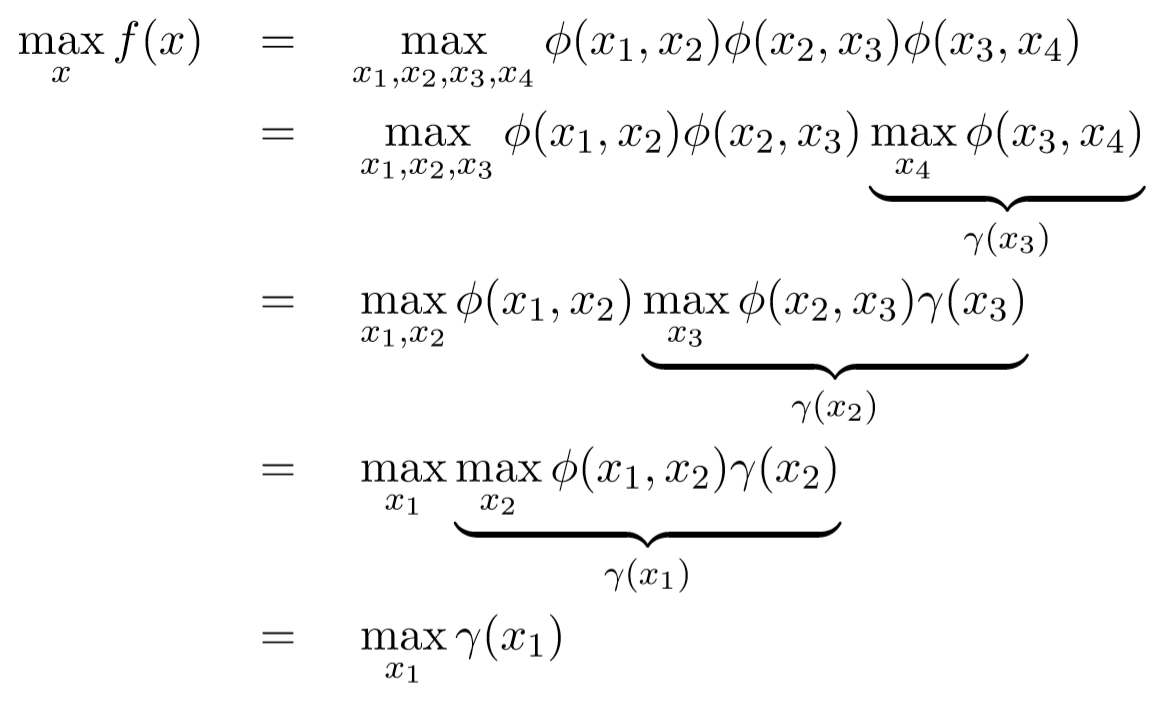 max_x f(x) = max_{x_1,x_2,x_3,x_4} ϕ(x_1, x_2)ϕ(x_2, x_3)ϕ(x_3, x_4)
= max_{x_1,x_2,x_3} ϕ(x_1, x_2)ϕ(x_2, x_3) max_{x_4} ϕ(x_3, x_4)
γ(x_3)
= max_{x_1,x_2} ϕ(x_1, x_2) max_{x_3} ϕ(x_2, x_3)γ(x_3)
γ(x_2)
= max_{x_1} max_{x_2} ϕ(x_1, x_2)γ(x_2)
γ(x_1)
= max_{x_1} γ(x_1)